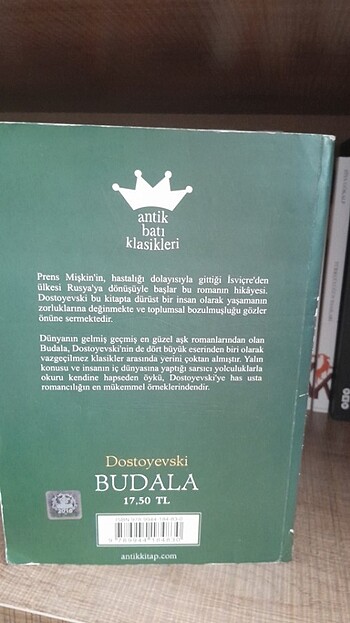 antik
batı
klasikleri
Prens Mişkin'in, hastalığı dolayısıyla gittiği İsviçre'den
ülkesi Rusya'ya dönüşüyle başlar bu romanın hikâyesi.
Dostoyevski bu kitapta dürüst bir insan olarak yaşamanın
zorluklarına değinmekte ve toplumsal bozulmuşluğu gözler
önüne sermektedir.
Dünyanın gelmiş geçmiş en güzel aşk romanlarından olan
Budala, Dostoyevski'nin de dört büyük eserinden biri olarak
vazgeçilmez klasikler arasında yerini çoktan almıştır. Yalın
konusu ve insanın iç dünyasına yaptığı sarsıcı yolculuklarla
okuru kendine hapseden öykü, Dostoyevski'ye has usta
romancılığın en mükemmel örneklerindendir.
Dostoyevski
BUDALA
17,50 TL
9 789944 184830
antikkitap.com